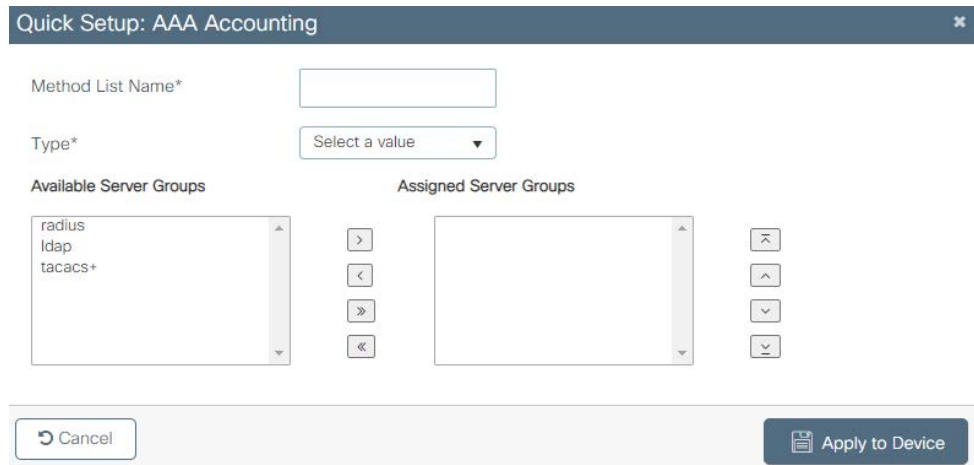 Quick Setup: AAA Accounting
Method List Name*
Type*
Select a value
Available Server Groups
Assigned Server Groups
radius
ldap
tacacs+
Cancel
Apply to Device